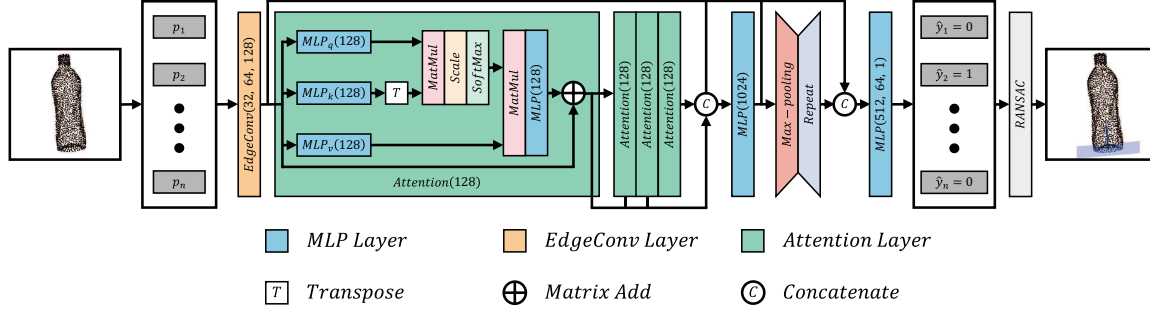 p₁
p₂
pₙ
EdgeConv(32, 64, 128)
MLP_q(128)
MLP_k(128)
MLP_v(128)
T
MatMul
Scale
SoftMax
MatMul
MLP(128)
Attention(128)
Attention(128)
Attention(128)
Attention(128)
C
MLP(1024)
Max−pooling
Repeat
C
MLP(512, 64, 1)
ŷ₁ = 0
ŷ₂ = 1
ŷₙ = 0
RANSAC
MLP Layer
EdgeConv Layer
Attention Layer
T Transpose
Matrix Add
C Concatenate